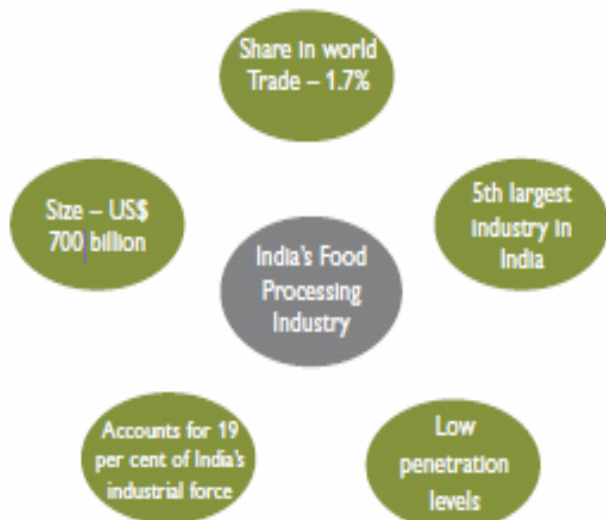 Share in world
Trade – 1.7%
Size – US$
700 billion
5th largest
industry in
India
India's Food
Processing
Industry
Accounts for 19
per cent of India's
industrial force
Low
penetration
levels